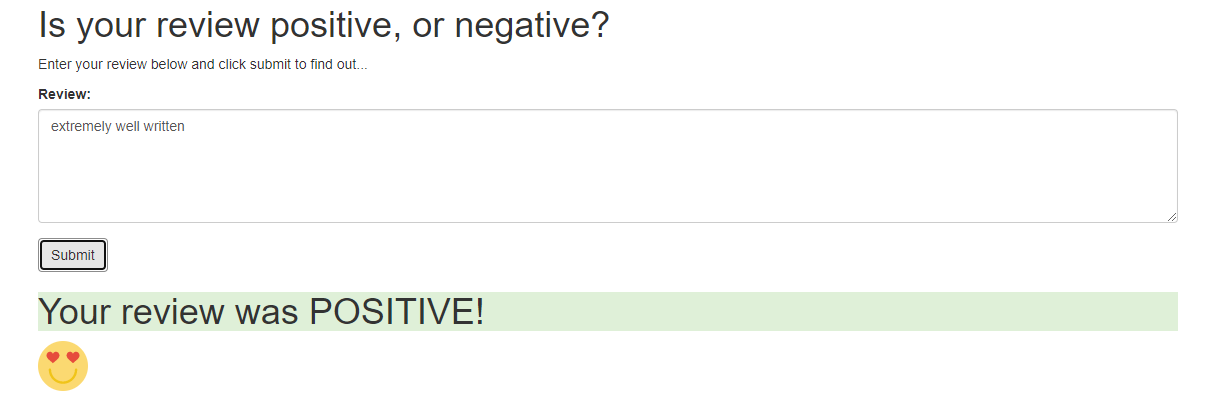 Is your review positive, or negative?
Enter your review below and click submit to find out...
Review:
extremely well written
Submit
Your review was POSITIVE!